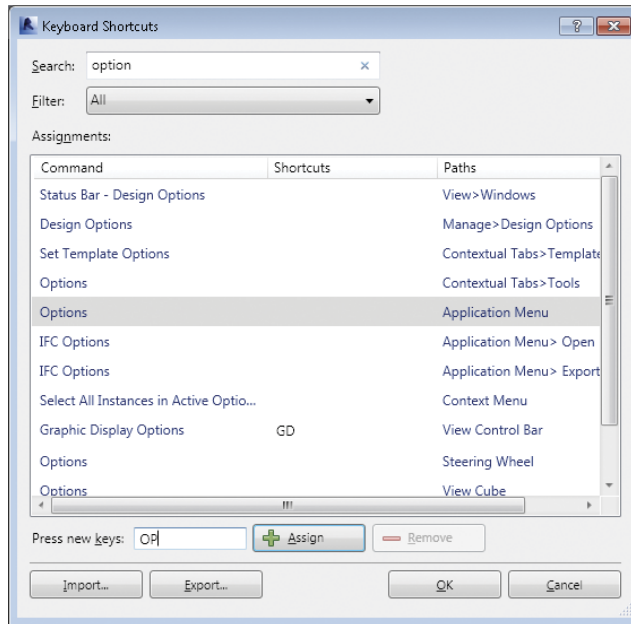 Keyboard Shortcuts
Search: option
Filter: All
Assignments:
Command Shortcuts Paths
Status Bar - Design Options View>Windows
Design Options Manage>Design Options
Set Template Options Contextual Tabs>Template
Options Contextual Tabs>Tools
Options Application Menu
IFC Options Application Menu> Open
IFC Options Application Menu> Export
Select All Instances in Active Optio... Context Menu
Graphic Display Options GD View Control Bar
Options Steering Wheel
Options View Cube
Press new keys: OP Assign Remove
Import... Export... OK Cancel